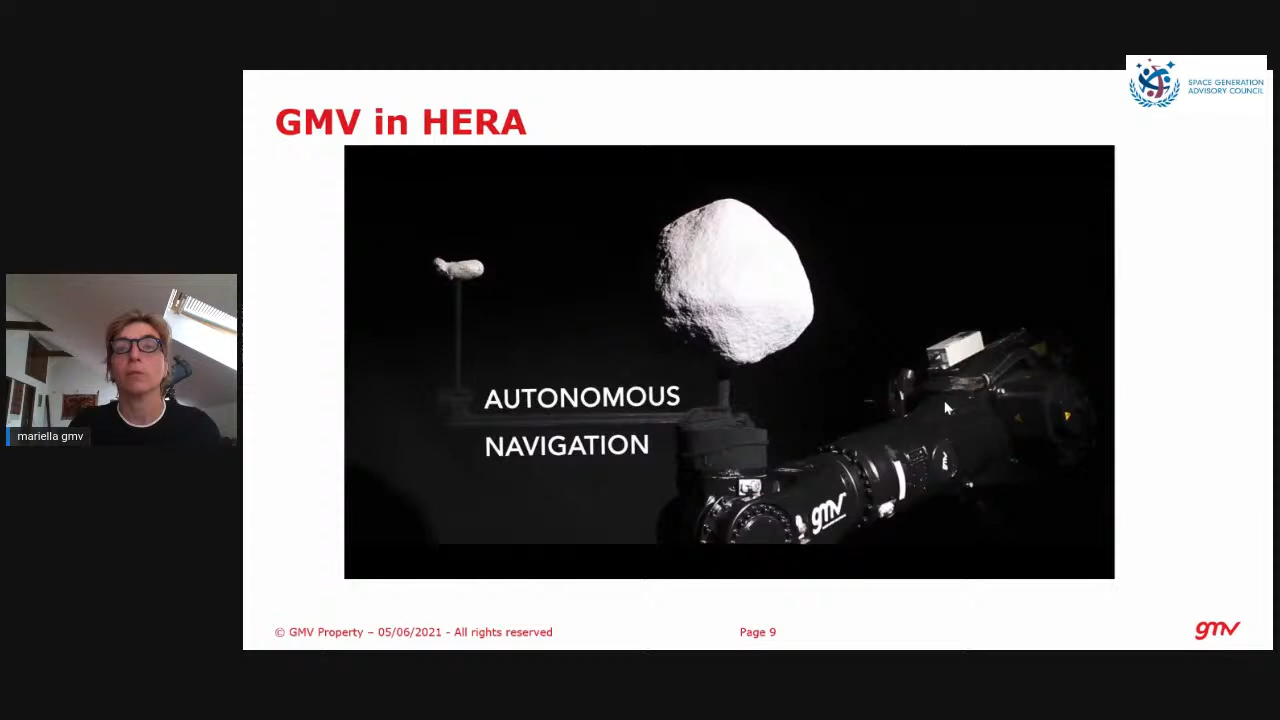 SPACE GENERATION
ADVISORY COUNCIL
GMV in HERA
AUTONOMOUS
NAVIGATION
gmv
mariella gmv
© GMV Property – 05/06/2021 - All rights reserved
Page 9
gmv